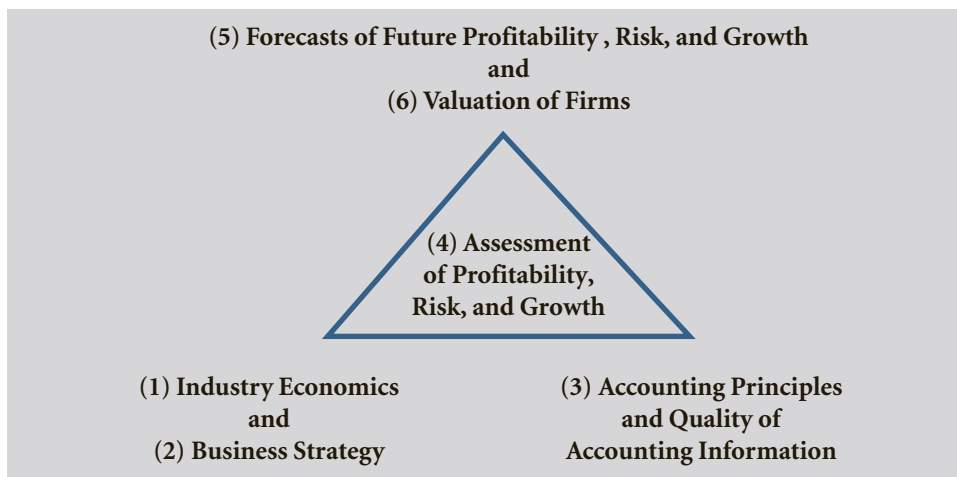 (5) Forecasts of Future Profitability , Risk, and Growth
and
(6) Valuation of Firms
(4) Assessment
of Profitability,
Risk, and Growth
(1) Industry Economics
and
(2) Business Strategy
(3) Accounting Principles
and Quality of
Accounting Information